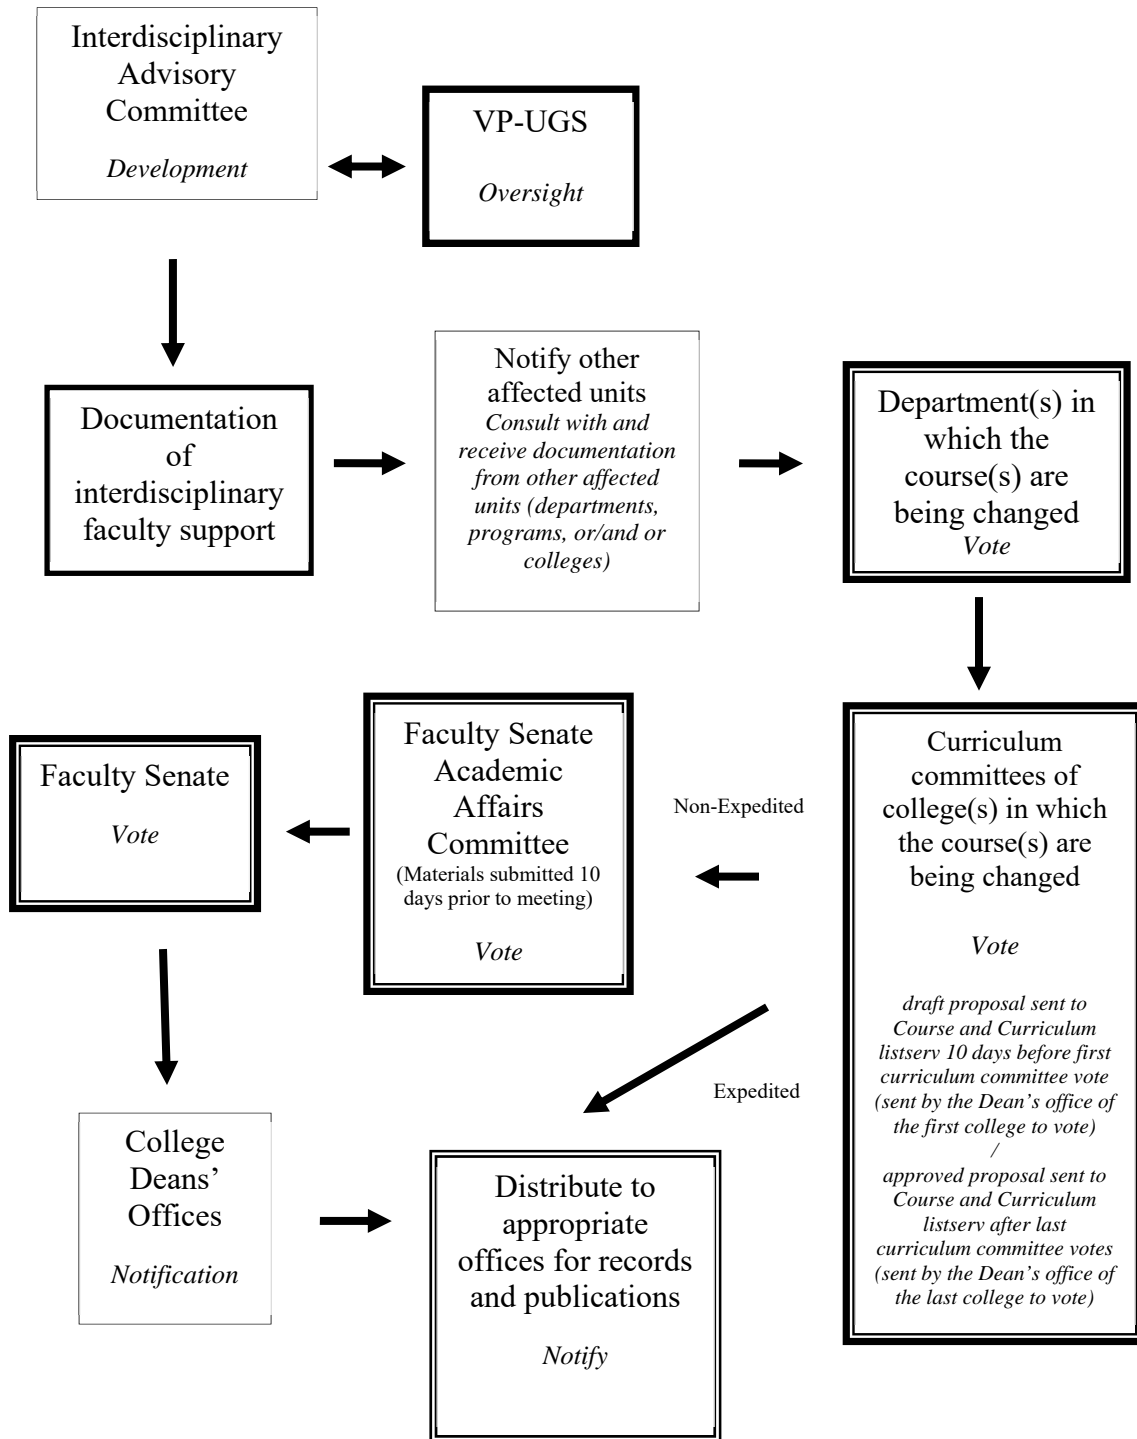 Interdisciplinary
Advisory
Committee
Development
VP-UGS
Oversight
Documentation
of
interdisciplinary
faculty support
Notify other
affected units
Consult with and
receive documentation
from other affected
units (departments,
programs, or/and or
colleges)
Department(s) in
which the
course(s) are
being changed
Vote
Faculty Senate
Vote
Faculty Senate
Academic
Affairs
Committee
(Materials submitted 10
days prior to meeting)
Vote
Non-Expedited
Curriculum
committees of
college(s) in which
the course(s) are
being changed
Vote
draft proposal sent to
Course and Curriculum
listserv 10 days before first
curriculum committee vote
(sent by the Dean’s office of
the first college to vote)
/
approved proposal sent to
Course and Curriculum
listserv after last
curriculum committee votes
(sent by the Dean’s office of
the last college to vote)
Expedited
College
Deans’
Offices
Notification
Distribute to
appropriate
offices for records
and publications
Notify